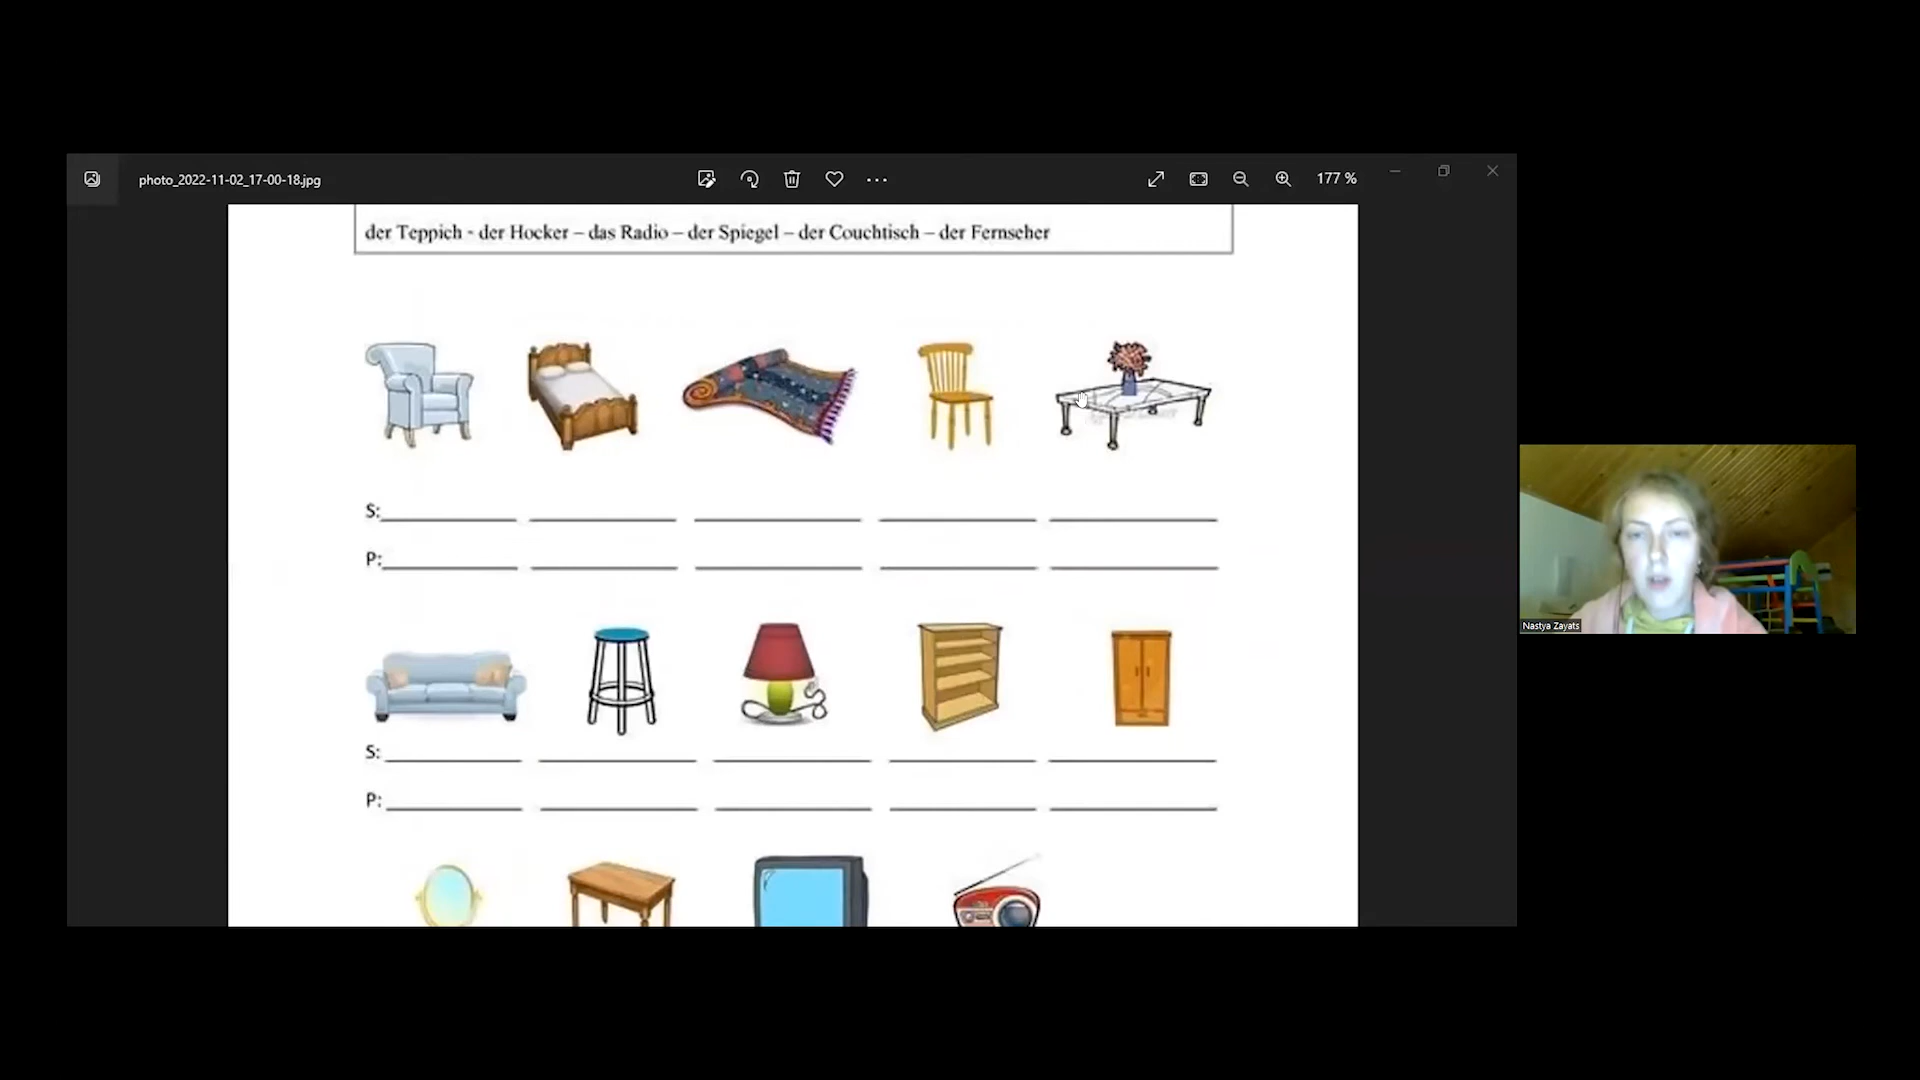 photo_2022-11-02_17-00-18.jpg
177 %
der Teppich - der Hocker – das Radio – der Spiegel – der Couchtisch – der Fernseher
S:
P:
S:
P:
Nastya Zayats